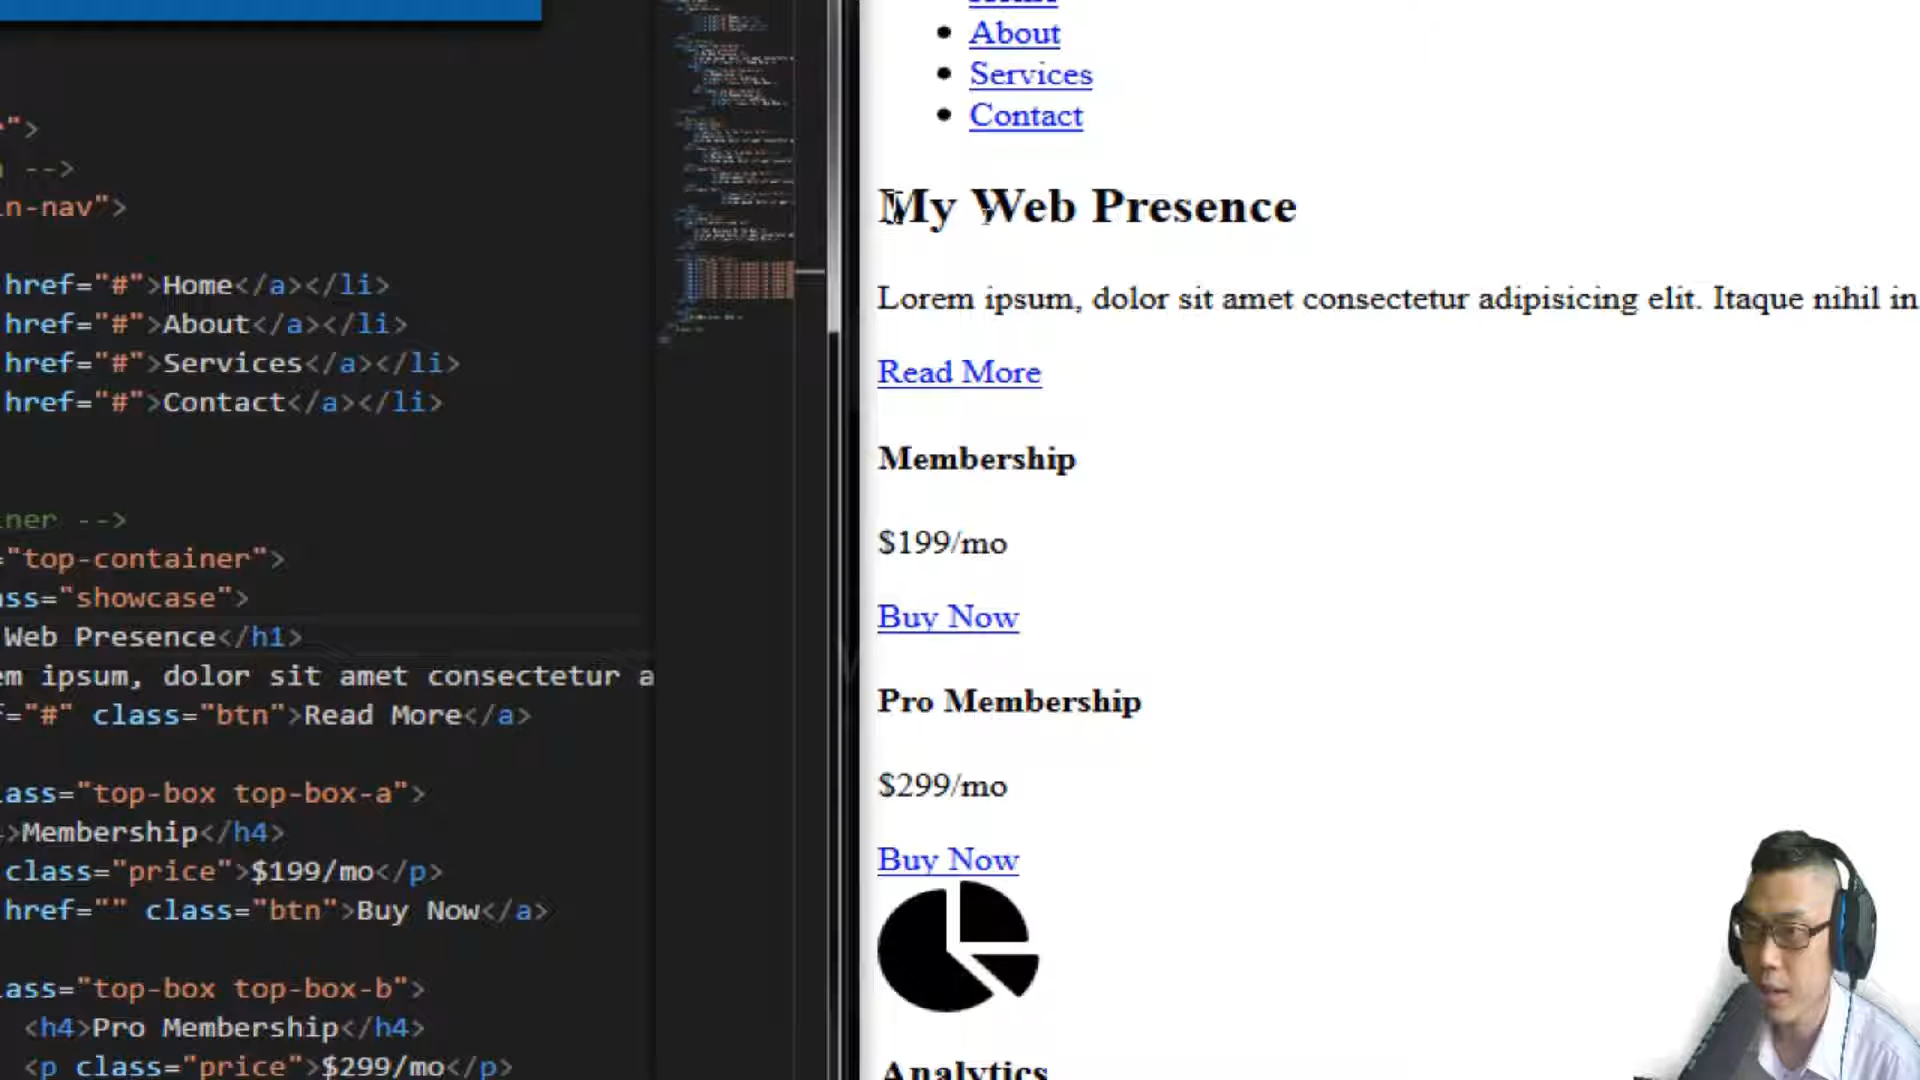 ">
-->
n-nav">
href="#">Home</a></li>
href="#">About</a></li>
href="#">Services</a></li>
href="#">Contact</a></li>
ner -->
="top-container">
ss="showcase">
Web Presence</h1>
em ipsum, dolor sit amet consectetur a
="#" class="btn">Read More</a>
ass="top-box top-box-a">
>Membership</h4>
class="price">$199/mo</p>
href="" class="btn">Buy Now</a>
ass="top-box top-box-b">
<h4>Pro Membership</h4>
<p class="price">$299/mo</p>
About
Services
Contact
My Web Presence
Lorem ipsum, dolor sit amet consectetur adipisicing elit. Itaque nihil in
Read More
Membership
$199/mo
Buy Now
Pro Membership
$299/mo
Buy Now
Analytics